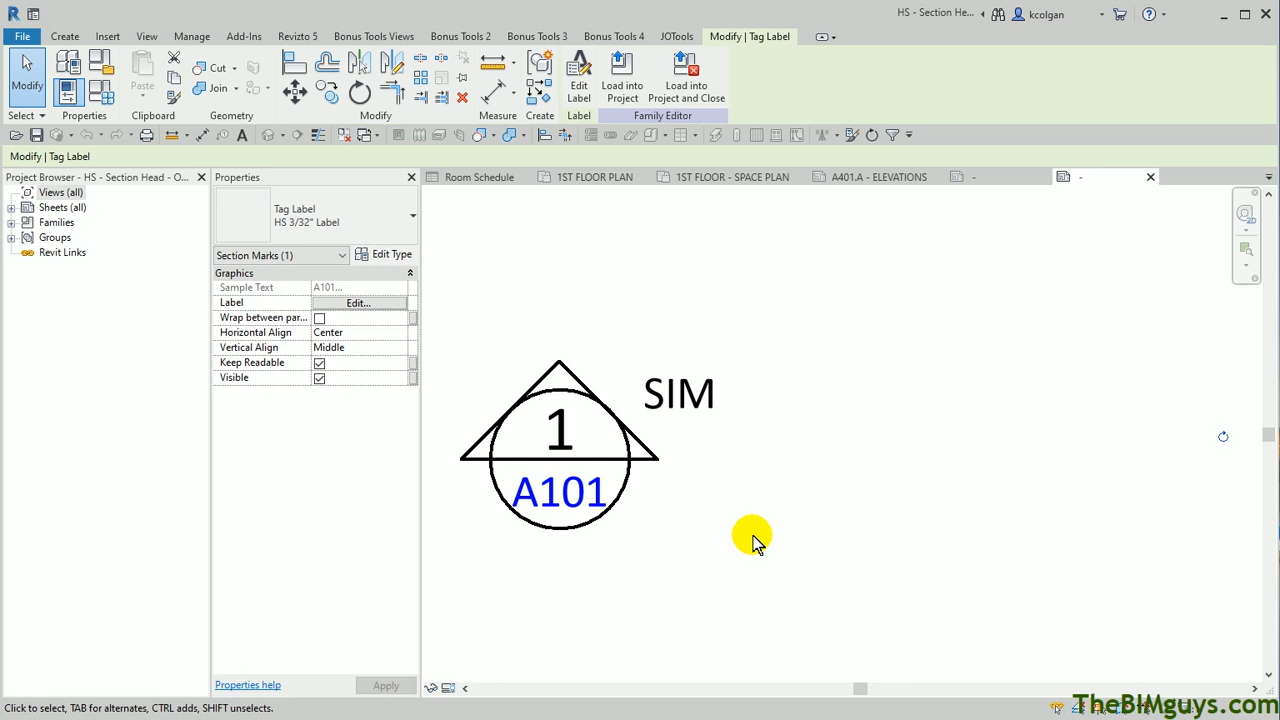 HS - Section He...
kcolgan
File Create Insert View Manage Add-Ins Revizto 5 Bonus Tools Views Bonus Tools 2 Bonus Tools 3 Bonus Tools 4 JOTools Modify | Tag Label
Modify
Paste
Cut
Join
Edit Label
Load into Project
Load into Project and Close
Select Properties Clipboard Geometry Modify Measure Create Label Family Editor
Modify | Tag Label
Project Browser - HS - Section Head - O...
Properties
Room Schedule 1ST FLOOR PLAN 1ST FLOOR - SPACE PLAN A401.A - ELEVATIONS - -
Views (all)
Sheets (all)
Families
Groups
Revit Links
Tag Label
HS 3/32" Label
Section Marks (1) Edit Type
Graphics
Sample Text A101...
Label Edit...
Wrap between par...
Horizontal Align Center
Vertical Align Middle
Keep Readable
Visible
2D
SIM
1
A101
Properties help Apply
Click to select, TAB for alternates, CTRL adds, SHIFT unselects.
TheBIMguys.com